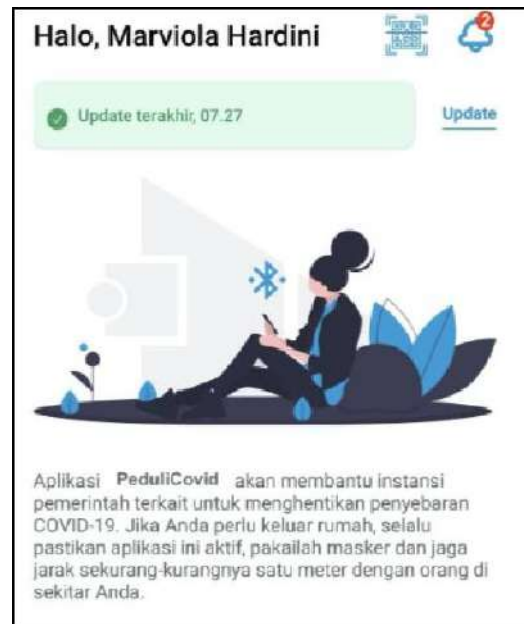 Halo, Marviola Hardini
2
Update terakhir, 07.27
Update
Aplikasi PeduliCovid akan membantu instansi
pemerintah terkait untuk menghentikan penyebaran
COVID-19. Jika Anda perlu keluar rumah, selalu
pastikan aplikasi ini aktif, pakailah masker dan jaga
jarak sekurang-kurangnya satu meter dengan orang di
sekitar Anda.